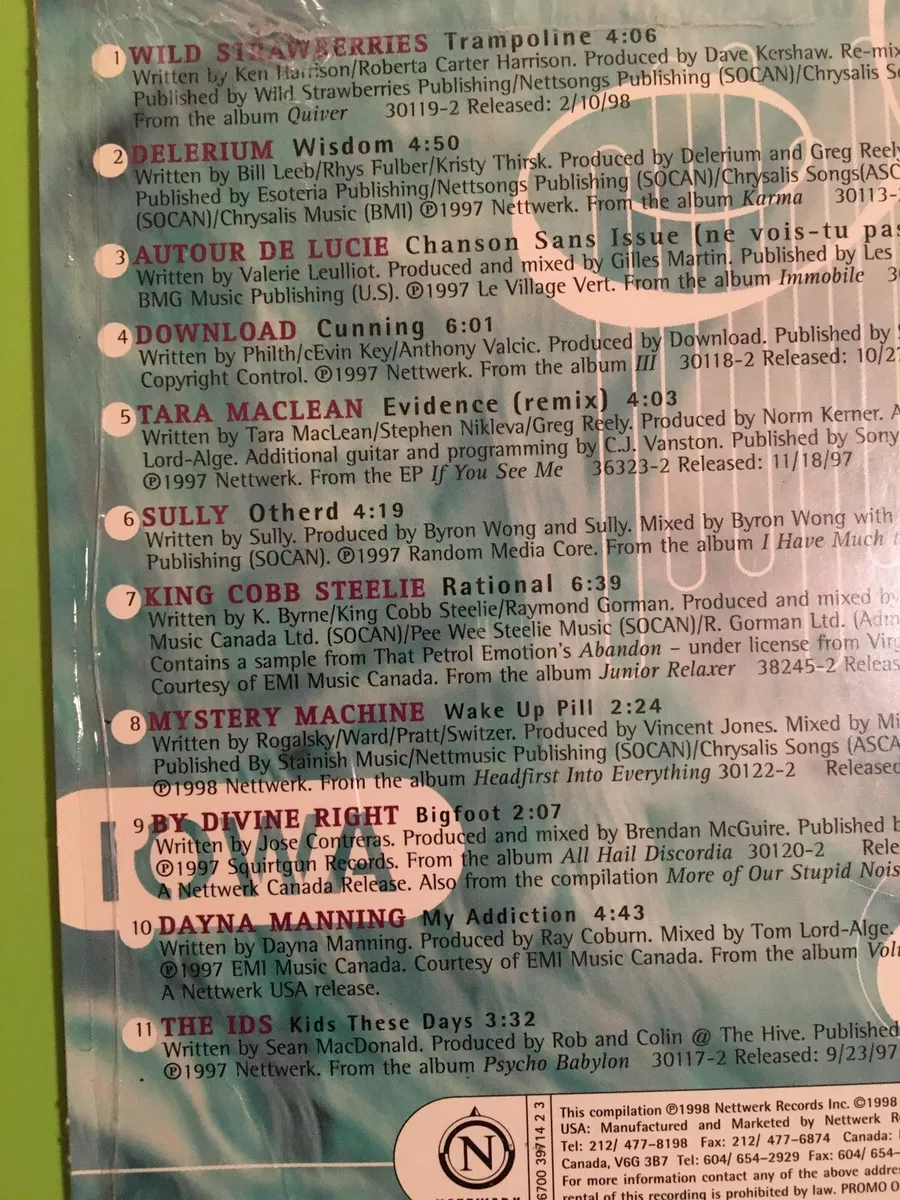 1 WILD STRAWBERRIES Trampoline 4:06
Written by Ken Harrison/Roberta Carter Harrison. Produced by Dave Kershaw. Re-mix
Published by Wild Strawberries Publishing/Nettsongs Publishing (SOCAN)/Chrysalis S
From the album Quiver 30119-2 Released: 2/10/98
2 DELERIUM Wisdom 4:50
Written by Bill Leeb/Rhys Fulber/Kristy Thirsk. Produced by Delerium and Greg Reely
Published by Esoteria Publishing/Nettsongs Publishing (SOCAN)/Chrysalis Songs(ASC
(SOCAN)/Chrysalis Music (BMI) ℗1997 Nettwerk. From the album Karma 30113-
3 AUTOUR DE LUCIE Chanson Sans Issue (ne vois-tu pas
Written by Valerie Leulliot. Produced and mixed by Gilles Martin. Published by Les
BMG Music Publishing (U.S). ℗1997 Le Village Vert. From the album Immobile 3
4 DOWNLOAD Cunning 6:01
Written by Philth/cEvin Key/Anthony Valcic. Produced by Download. Published by
Copyright Control. ℗1997 Nettwerk. From the album III 30118-2 Released: 10/2
5 TARA MACLEAN Evidence (remix) 4:03
Written by Tara MacLean/Stephen Nikleva/Greg Reely. Produced by Norm Kerner. A
Lord-Alge. Additional guitar and programming by C.J. Vanston. Published by Sony
℗1997 Nettwerk. From the EP If You See Me 36323-2 Released: 11/18/97
6 SULLY Otherd 4:19
Written by Sully. Produced by Byron Wong and Sully. Mixed by Byron Wong with
Publishing (SOCAN). ℗1997 Random Media Core. From the album I Have Much t
7 KING COBB STEELIE Rational 6:39
Written by K. Byrne/King Cobb Steelie/Raymond Gorman. Produced and mixed by
Music Canada Ltd. (SOCAN)/Pee Wee Steelie Music (SOCAN)/R. Gorman Ltd. (Adm
Contains a sample from That Petrol Emotion's Abandon – under license from Virg
Courtesy of EMI Music Canada. From the album Junior Relaxer 38245-2 Releas
8 MYSTERY MACHINE Wake Up Pill 2:24
Written by Rogalsky/Ward/Pratt/Switzer. Produced by Vincent Jones. Mixed by Mi
Published By Stainish Music/Nettmusic Publishing (SOCAN)/Chrysalis Songs (ASCA
℗1998 Nettwerk. From the album Headfirst Into Everything 30122-2 Released
9 BY DIVINE RIGHT Bigfoot 2:07
Written by Jose Contreras. Produced and mixed by Brendan McGuire. Published b
℗1997 Squirtgun Records. From the album All Hail Discordia 30120-2 Rele
A Nettwerk Canada Release. Also from the compilation More of Our Stupid Nois
IOWA
10 DAYNA MANNING My Addiction 4:43
Written by Dayna Manning. Produced by Ray Coburn. Mixed by Tom Lord-Alge.
℗1997 EMI Music Canada. Courtesy of EMI Music Canada. From the album Vol
A Nettwerk USA release.
11 THE IDS Kids These Days 3:32
Written by Sean MacDonald. Produced by Rob and Colin @ The Hive. Published
℗1997 Nettwerk. From the album Psycho Babylon 30117-2 Released: 9/23/97
N
6700 39714 2 3
This compilation ℗1998 Nettwerk Records Inc. ©1998
USA: Manufactured and Marketed by Nettwerk R
Tel: 212/ 477-8198 Fax: 212/ 477-6874 Canada:
Canada, V6G 3B7 Tel: 604/ 654-2929 Fax: 604/ 654-
For more information contact any of the above addre
rental of this recording is prohibited by law. PROMO O